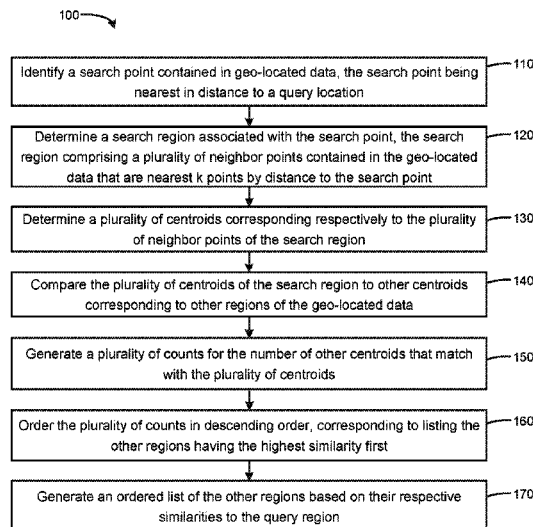 100
110
Identify a search point contained in geo-located data, the search point being
nearest in distance to a query location
120
Determine a search region associated with the search point, the search
region comprising a plurality of neighbor points contained in the geo-located
data that are nearest k points by distance to the search point
130
Determine a plurality of centroids corresponding respectively to the plurality
of neighbor points of the search region
140
Compare the plurality of centroids of the search region to other centroids
corresponding to other regions of the geo-located data
150
Generate a plurality of counts for the number of other centroids that match
with the plurality of centroids
160
Order the plurality of counts in descending order, corresponding to listing the
other regions having the highest similarity first
170
Generate an ordered list of the other regions based on their respective
similarities to the query region